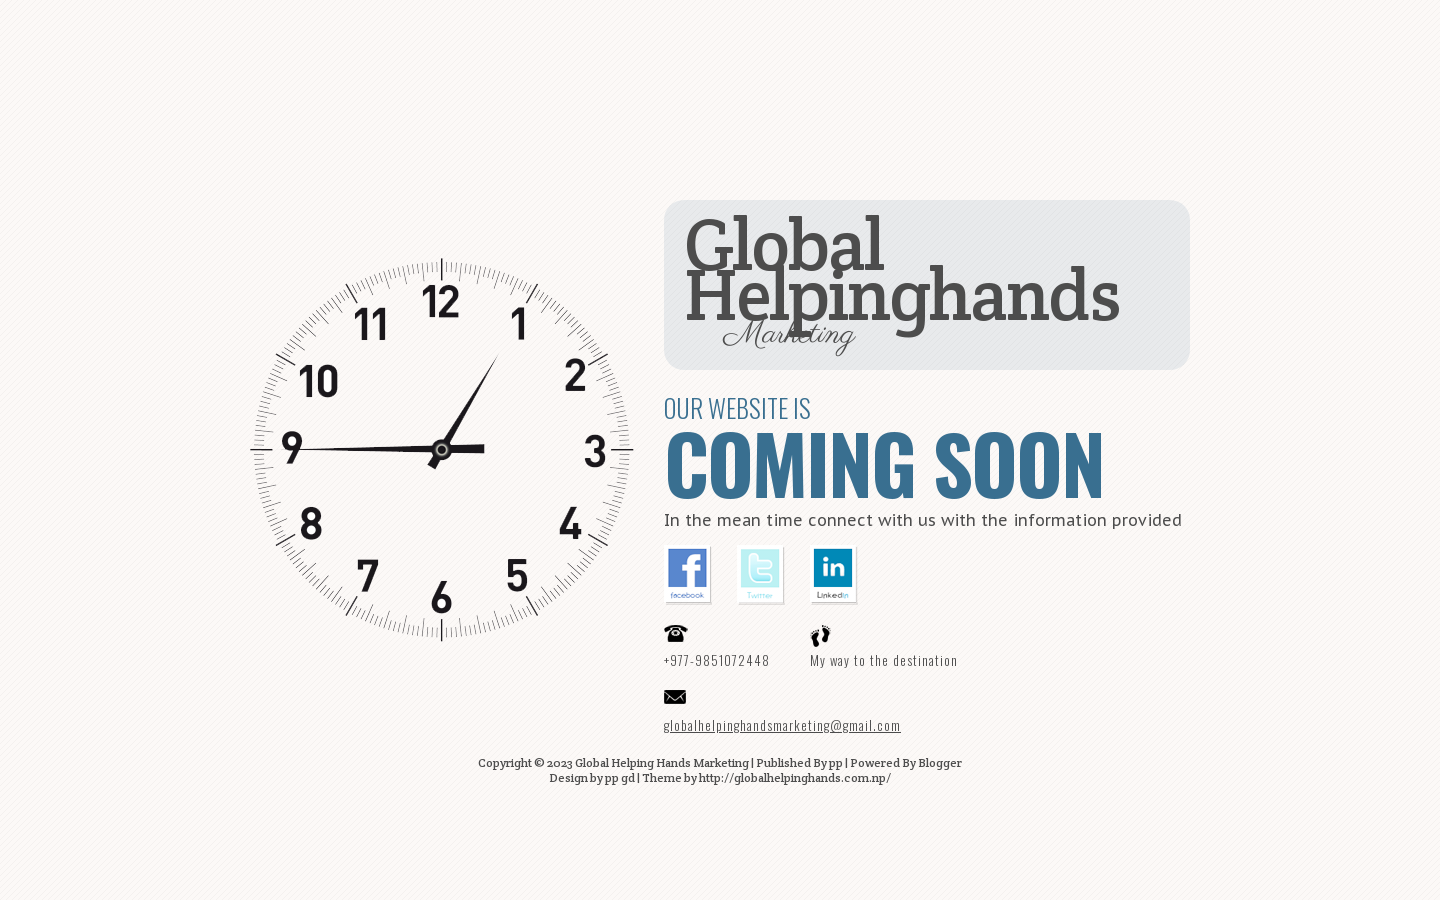 Global
Helpinghands
Marketing
12
1
2
3
4
5
6
7
8
9
10
11
OUR WEBSITE IS
COMING SOON
In the mean time connect with us with the information provided
facebook Twitter LinkedIn
+977-9851072448 My way to the destination
globalhelpinghandsmarketing@gmail.com
Copyright © 2023 Global Helping Hands Marketing | Published By pp | Powered By Blogger
Design by pp gd | Theme by http://globalhelpinghands.com.np/